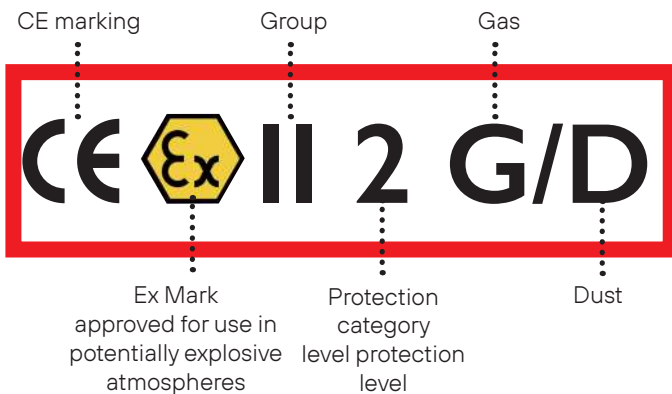 CE marking
Group
Gas
CE Ex II 2 G/D
Ex Mark
approved for use in
potentially explosive
atmospheres
Protection
category
level protection
level
Dust